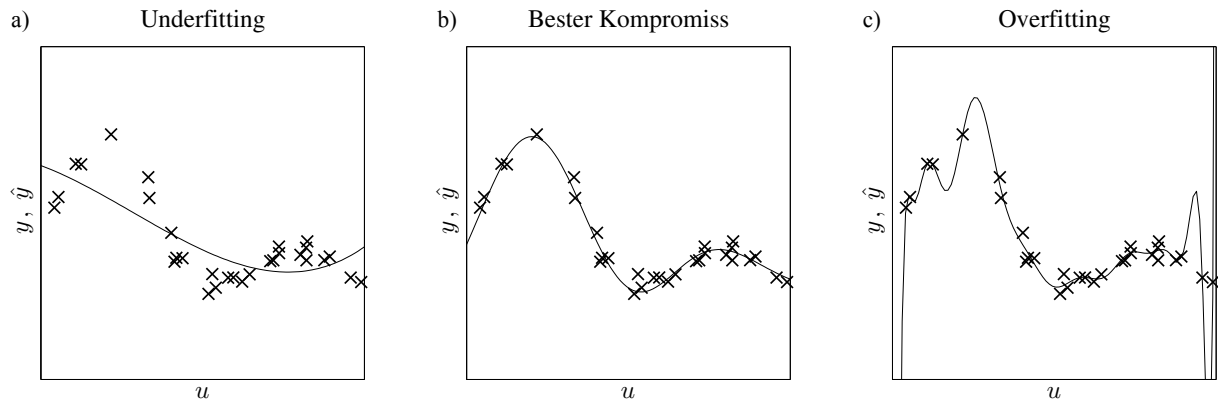 a) Underfitting
b) Bester Kompromiss
c) Overfitting
y, ŷ
y, ŷ
y, ŷ
u
u
u